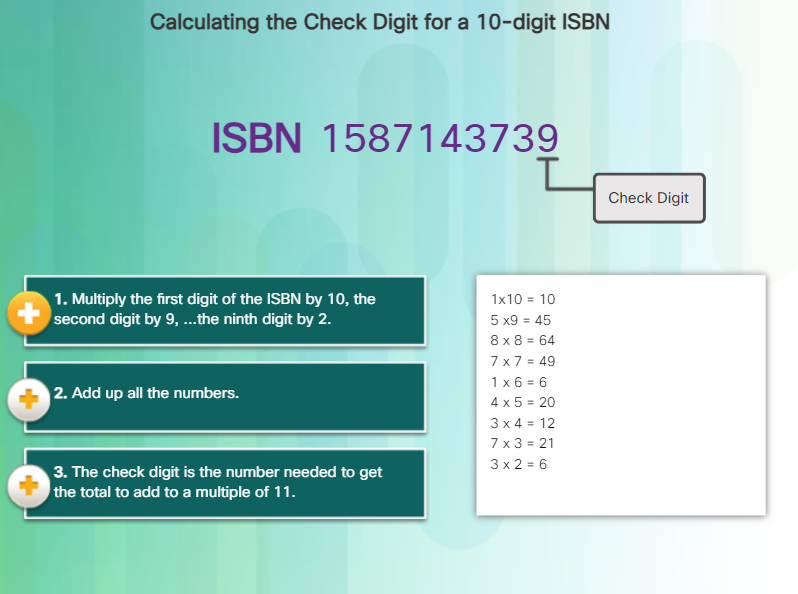 Calculating the Check Digit for a 10-digit ISBN
ISBN 1587143739
Check Digit
1. Multiply the first digit of the ISBN by 10, the
second digit by 9, ...the ninth digit by 2.
2. Add up all the numbers.
3. The check digit is the number needed to get
the total to add to a multiple of 11.
1x10 = 10
5 x9 = 45
8 x 8 = 64
7 x 7 = 49
1 x 6 = 6
4 x 5 = 20
3 x 4 = 12
7 x 3 = 21
3 x 2 = 6